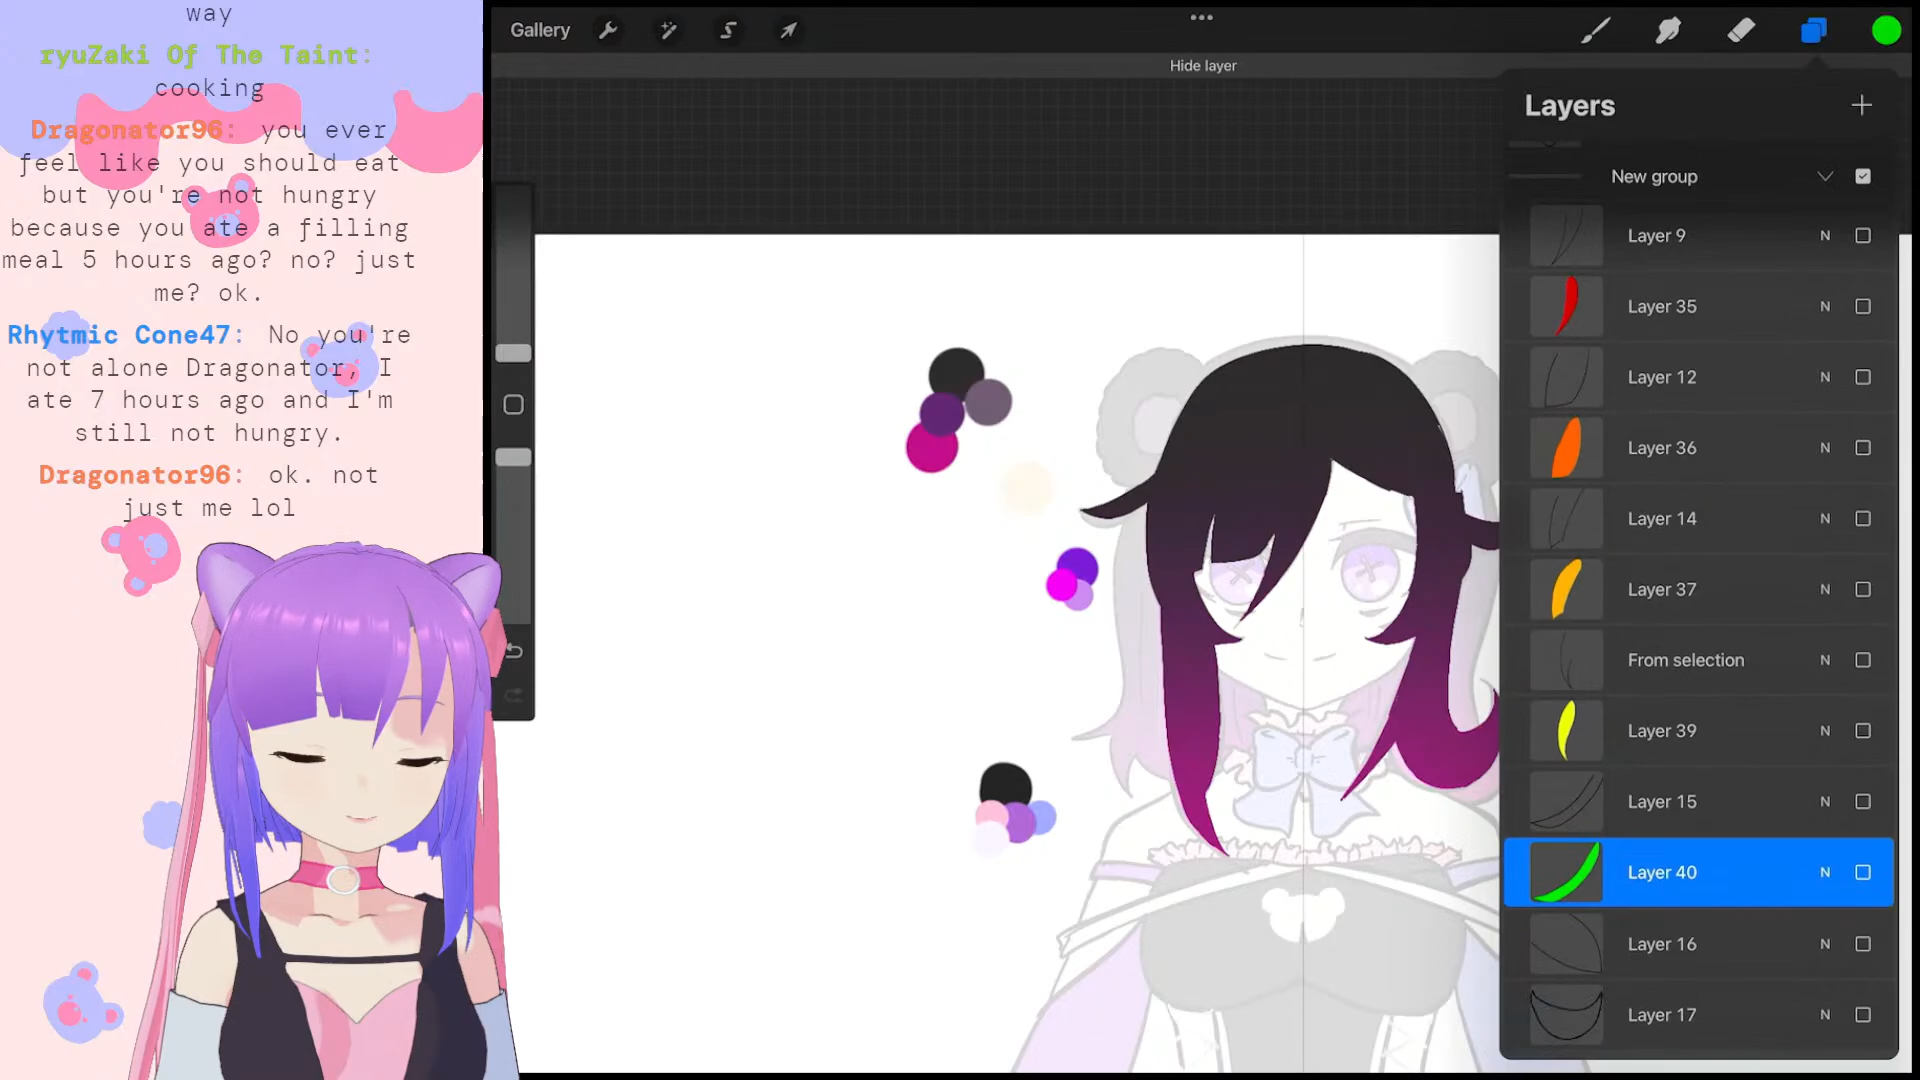 way
ryuZaki Of The Taint:
cooking
Dragonator96: you ever
feel like you should eat
but you're not hungry
because you ate a filling
meal 5 hours ago? no? just
me? ok.
Rhytmic Cone47: No you're
not alone Dragonator, I
ate 7 hours ago and I'm
still not hungry.
Dragonator96: ok. not
just me lol
Gallery
Hide layer
Layers
New group
Layer 9 N
Layer 35 N
Layer 12 N
Layer 36 N
Layer 14 N
Layer 37 N
From selection N
Layer 39 N
Layer 15 N
Layer 40 N
Layer 16 N
Layer 17 N